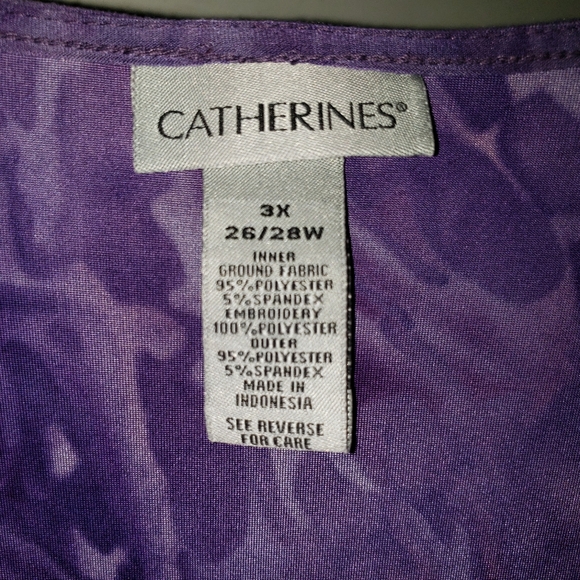 CATHERINES®
3X
26/28W
INNER
GROUND FABRIC
95%POLYESTER
5%SPANDEX
EMBROIDERY
100%POLYESTER
OUTER
95%POLYESTER
5%SPANDEX
MADE IN
INDONESIA
SEE REVERSE
FOR CARE